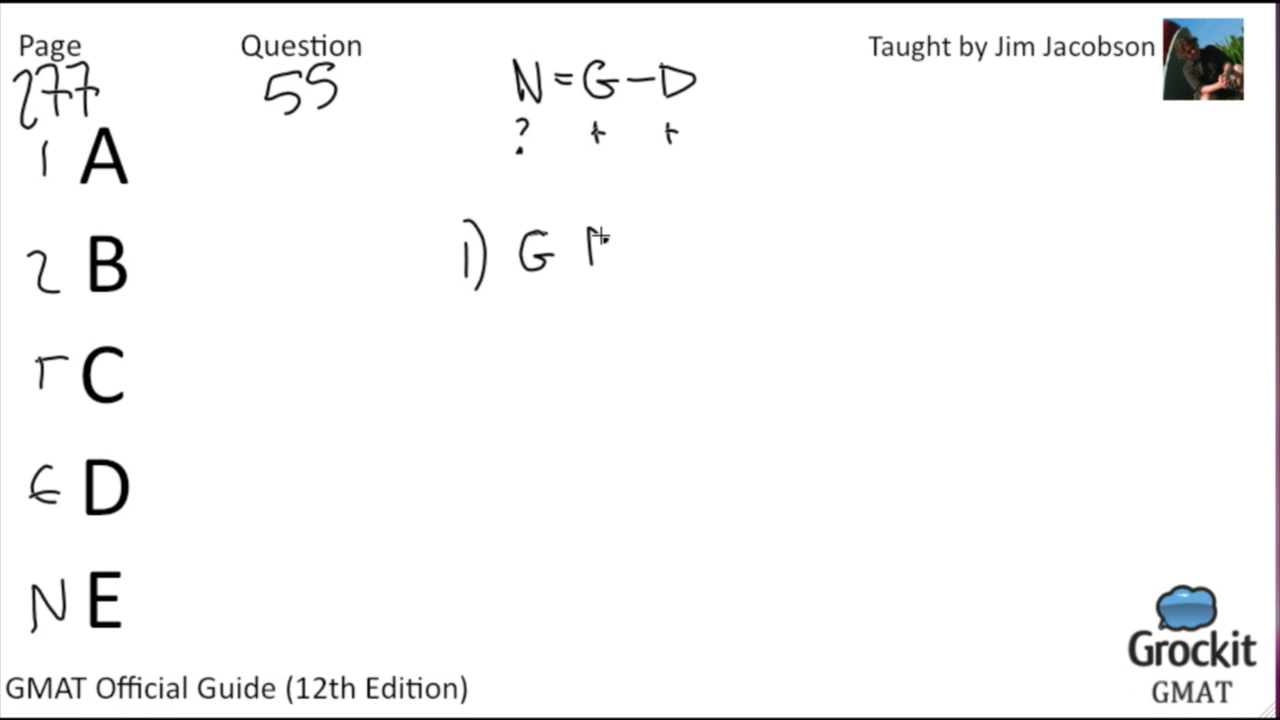 Page Question Taught by Jim Jacobson
277 55 N = G - D
? + +
1 A
1) G
2 B
T C
E D
N E
Grockit
GMAT
GMAT Official Guide (12th Edition)